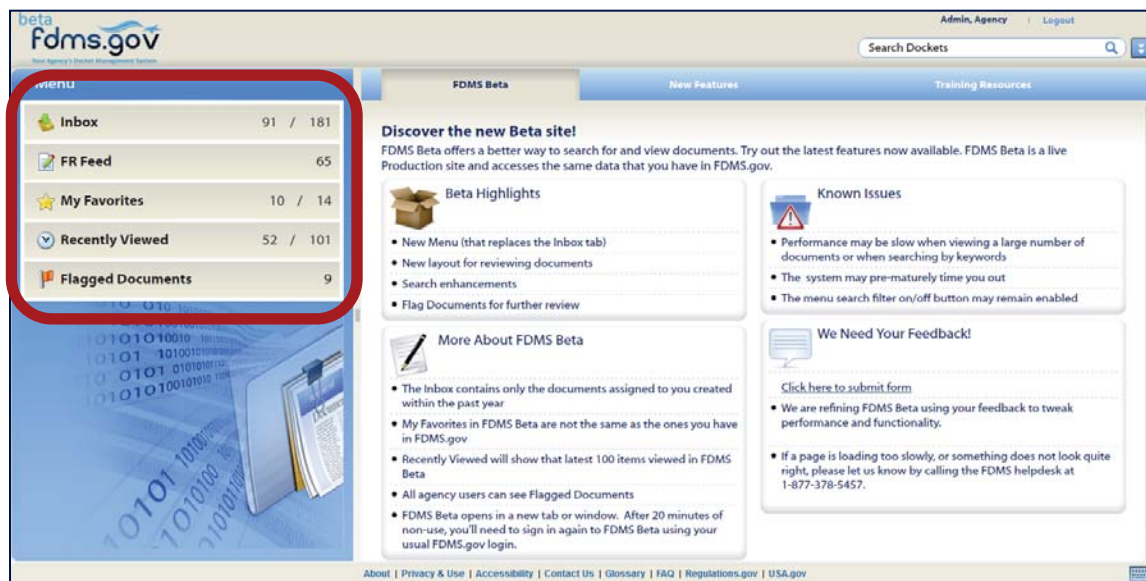 beta
fdms.gov
Your Agency's Docket Management System
Admin, Agency
Logout
Search Dockets
Menu
Inbox 91 / 181
FR Feed 65
My Favorites 10 / 14
Recently Viewed 52 / 101
Flagged Documents 9
FDMS Beta
New Features
Training Resources
Discover the new Beta site!
FDMS Beta offers a better way to search for and view documents. Try out the latest features now available. FDMS Beta is a live
Production site and accesses the same data that you have in FDMS.gov.
Beta Highlights
• New Menu (that replaces the Inbox tab)
• New layout for reviewing documents
• Search enhancements
• Flag Documents for further review
Known Issues
• Performance may be slow when viewing a large number of
documents or when searching by keywords
• The system may pre-maturely time you out
• The menu search filter on/off button may remain enabled
More About FDMS Beta
• The Inbox contains only the documents assigned to you created
within the past year
• My Favorites in FDMS Beta are not the same as the ones you have
in FDMS.gov
• Recently Viewed will show that latest 100 items viewed in FDMS
Beta
• All agency users can see Flagged Documents
• FDMS Beta opens in a new tab or window. After 20 minutes of
non-use, you'll need to sign in again to FDMS Beta using your
usual FDMS.gov login.
We Need Your Feedback!
Click here to submit form
• We are refining FDMS Beta using your feedback to tweak
performance and functionality.
• If a page is loading too slowly, or something does not look quite
right, please let us know by calling the FDMS helpdesk at
1-877-378-5457.
About | Privacy & Use | Accessibility | Contact Us | Glossary | FAQ | Regulations.gov | USA.gov